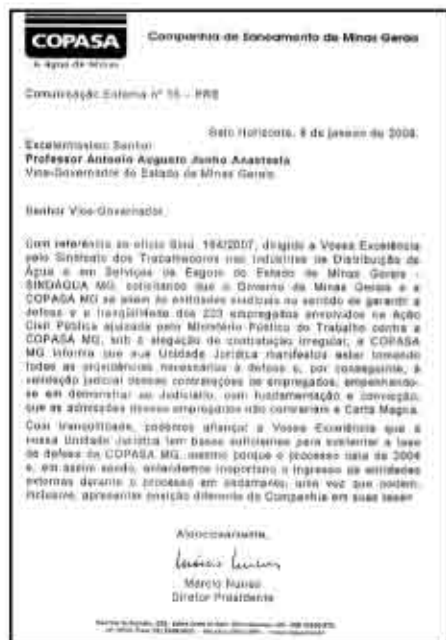 COPASA
Companhia de Saneamento de Minas Gerais
A água de Minas
Comunicação Externa nº 15 - PRE
Belo Horizonte, 8 de janeiro de 2008.
Excelentíssimo Senhor
Professor Antonio Augusto Junho Anastasia
Vice-Governador do Estado de Minas Gerais
Senhor Vice-Governador,
Com referência ao ofício Sind. 164/2007, dirigido a Vossa Excelência
pelo Sindicato dos Trabalhadores nas Indústrias de Distribuição de
Água e em Serviços de Esgoto do Estado de Minas Gerais -
SINDÁGUA MG, solicitando que o Governo de Minas Gerais e a
COPASA MG se aliem às entidades sindicais no sentido de garantir a
defesa e a tranqüilidade dos 223 empregados envolvidos na Ação
Civil Pública ajuizada pelo Ministério Público do Trabalho contra a
COPASA MG, sob a alegação de contratação irregular, a COPASA
MG informa que sua Unidade Jurídica manifestou estar tomando
todas as providências necessárias à defesa e, por conseguinte, à
validação judicial dessas contratações de empregados, empenhando-
se em demonstrar ao Judiciário, com fundamentação e convicção,
que as admissões desses empregados não contrariam a Carta Magna.
Com tranqüilidade, podemos afiançar a Vossa Excelência que a
nossa Unidade Jurídica tem bases suficientes para sustentar a tese
de defesa da COPASA MG, mesmo porque o processo data de 2004
e, em assim sendo, entendemos inoportuno o ingresso de entidades
externas durante o processo em andamento, uma vez que podem,
inclusive, apresentar posição diferente da Companhia em suas teses.
Atenciosamente,
Márcio Nunes
Diretor Presidente